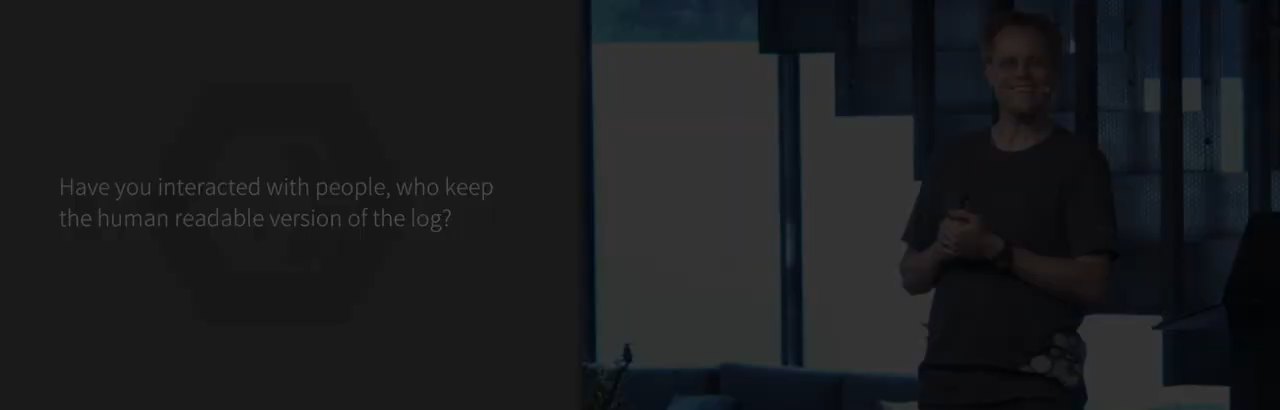 Have you interacted with people, who keep
the human readable version of the log?